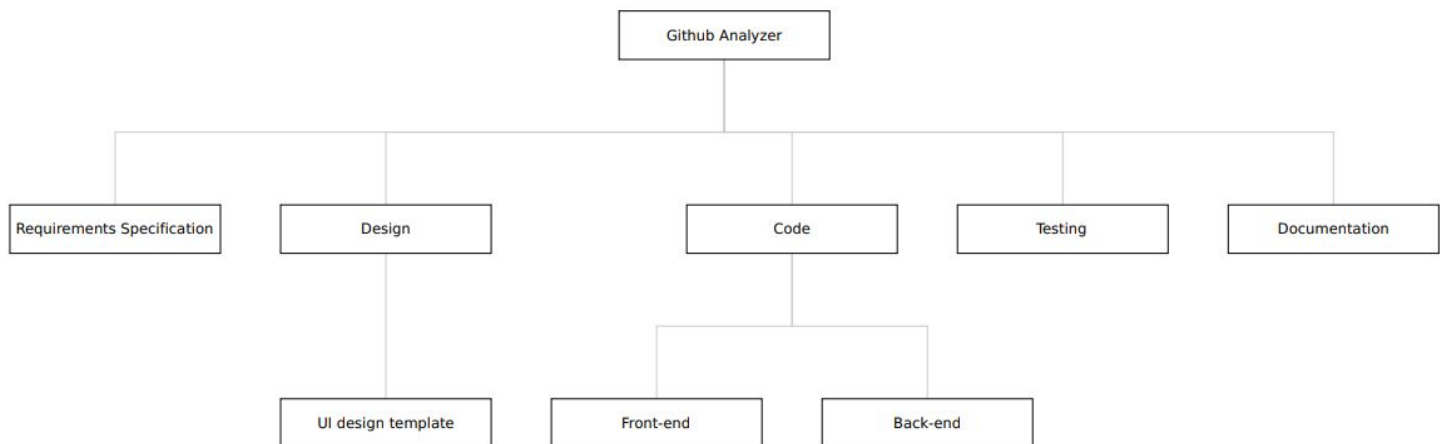 Github Analyzer
Requirements Specification
Design
Code
Testing
Documentation
UI design template
Front-end
Back-end